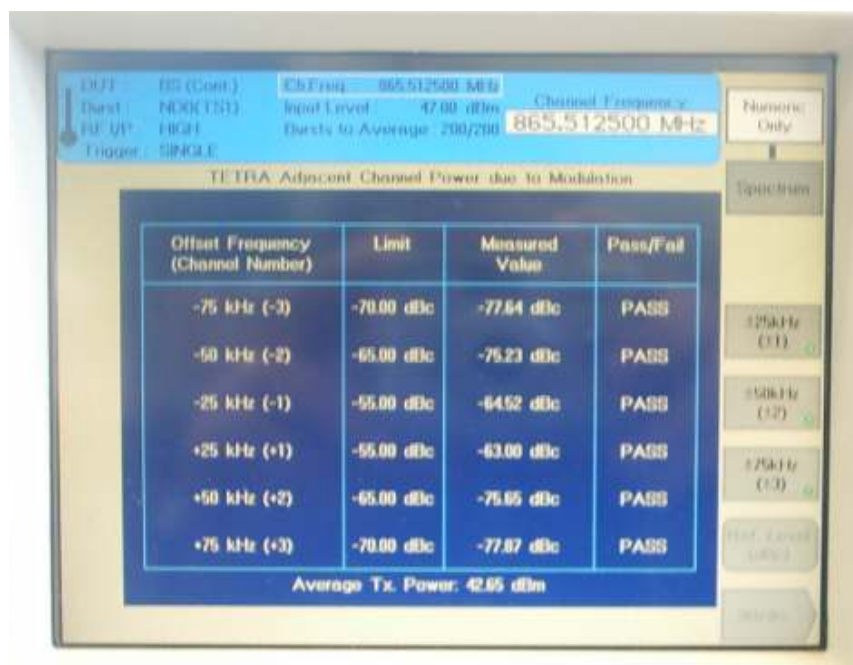 DUT : BS (Cont.)
Ch.Freq. 865.512500 MHz
Burst : NDB(TS1)
Input Level 47.00 dBm
Channel Frequency
RF I/P : HIGH
Bursts to Average : 200/200
865.512500 MHz
Trigger : SINGLE
Numeric
Only
Spectrum
TETRA Adjacent Channel Power due to Modulation
Offset Frequency
(Channel Number)
Limit
Measured
Value
Pass/Fail
-75 kHz (-3) -70.00 dBc -77.64 dBc PASS
-50 kHz (-2) -65.00 dBc -75.23 dBc PASS
-25 kHz (-1) -55.00 dBc -64.52 dBc PASS
+25 kHz (+1) -55.00 dBc -63.00 dBc PASS
+50 kHz (+2) -65.00 dBc -75.65 dBc PASS
+75 kHz (+3) -70.00 dBc -77.87 dBc PASS
Average Tx. Power: 42.65 dBm
±25kHz
(±1)
±50kHz
(±2)
±75kHz
(±3)
Ref. Level